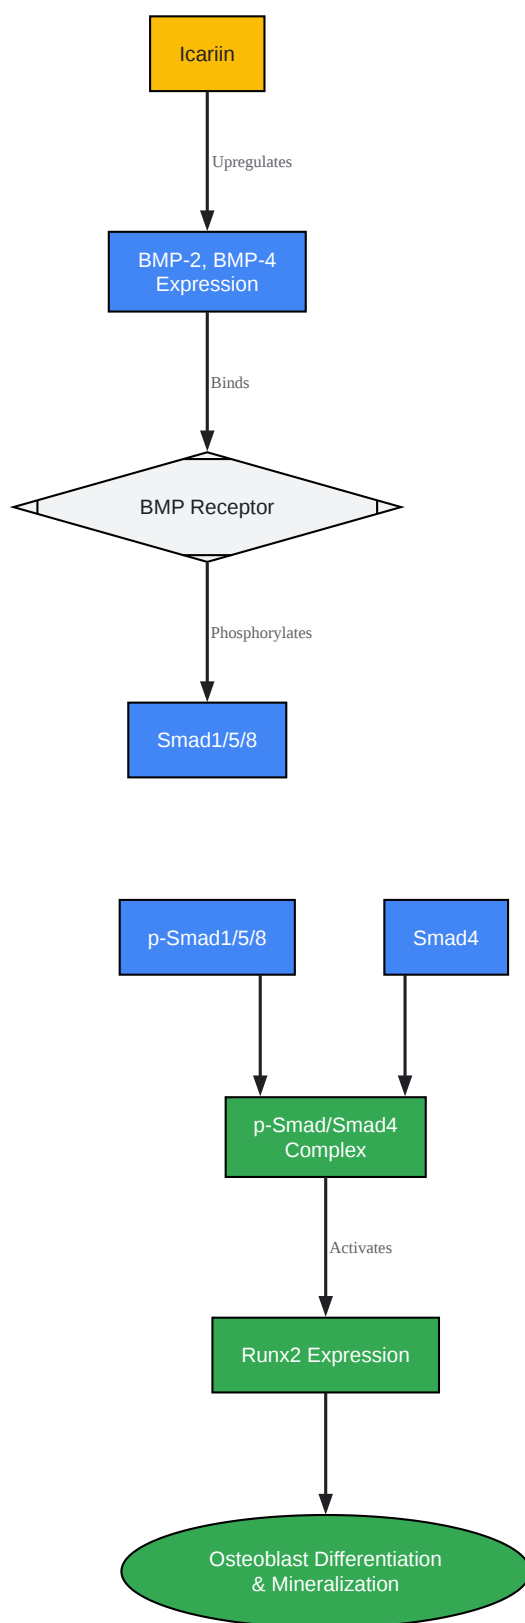 Icariin
Upregulates
BMP-2, BMP-4
Expression
Binds
BMP Receptor
Phosphorylates
Smad1/5/8
p-Smad1/5/8
Smad4
p-Smad/Smad4
Complex
Activates
Runx2 Expression
Osteoblast Differentiation
& Mineralization